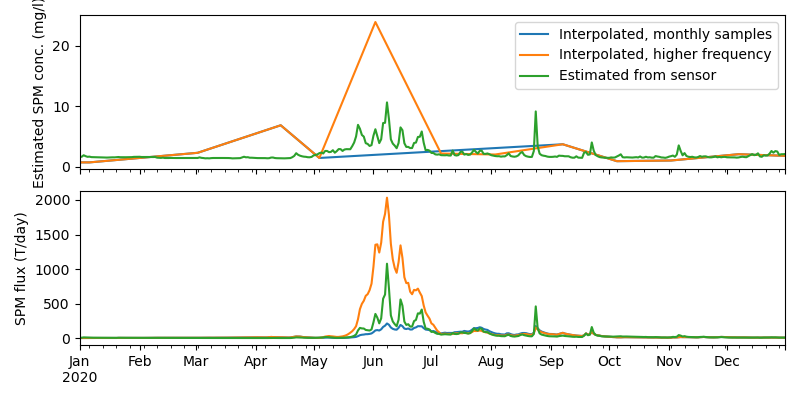 Estimated SPM conc. (mg/l)
20
10
0
Interpolated, monthly samples
Interpolated, higher frequency
Estimated from sensor
SPM flux (T/day)
2000
1500
1000
500
0
Jan Feb Mar Apr May Jun Jul Aug Sep Oct Nov Dec
2020